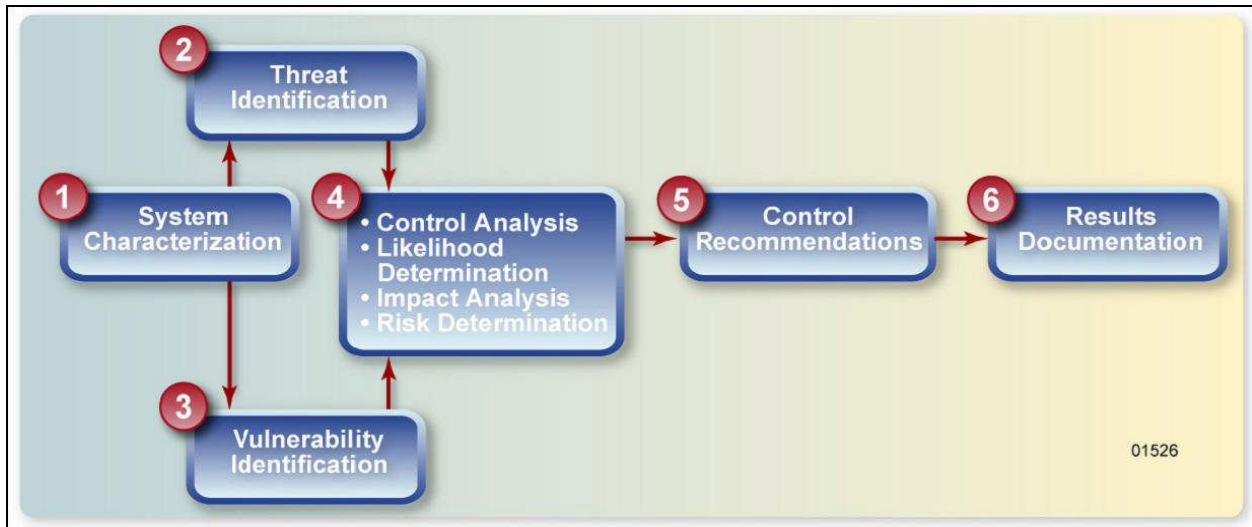 1
System
Characterization
2
Threat
Identification
3
Vulnerability
Identification
4
• Control Analysis
• Likelihood
Determination
• Impact Analysis
• Risk Determination
5
Control
Recommendations
6
Results
Documentation
01526